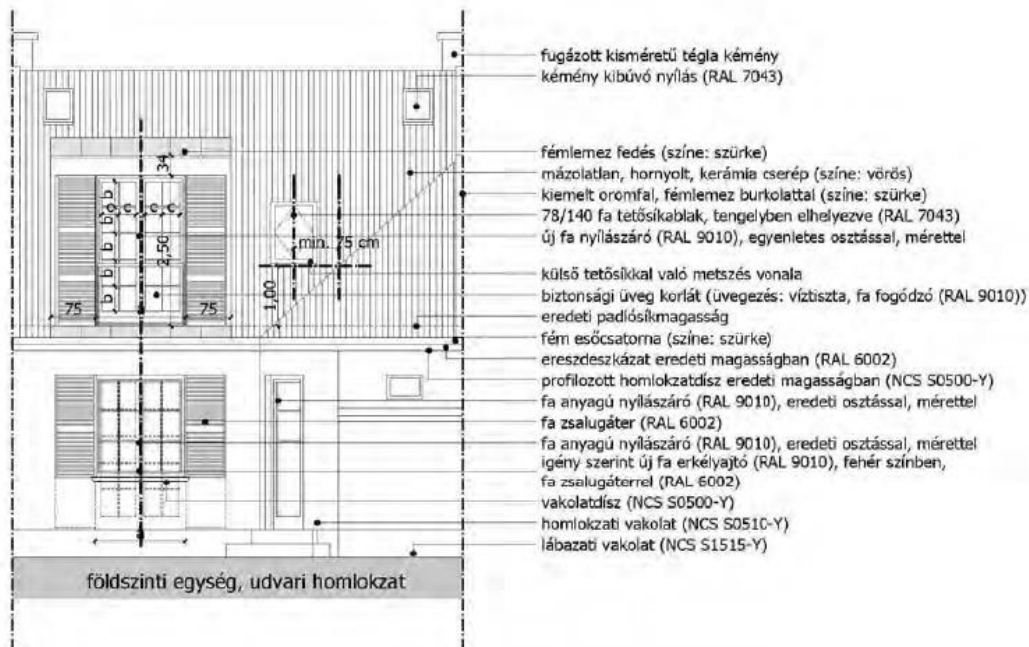 fugázott kisméretű tégla kémény
kémény kibúvó nyílás (RAL 7043)
fémlemez fedés (színe: szürke)
mázolatlan, hornyolt, kerámia cserép (színe: vörös)
kiemelt oromfal, fémlemez burkolattal (színe: szürke)
78/140 fa tetősíkablak, tengelyben elhelyezve (RAL 7043)
új fa nyílászáró (RAL 9010), egyenletes osztással, mérettel
külső tetősíkkal való metszés vonala
biztonsági üveg korlát (üvegezés: víztiszta, fa fogódzó (RAL 9010))
eredeti padlósíkmagasság
fém esőcsatorna (színe: szürke)
ereszdeszkázat eredeti magasságban (RAL 6002)
profilozott homlokzatdísz eredeti magasságban (NCS S0500-Y)
fa anyagú nyílászáró (RAL 9010), eredeti osztással, mérettel
fa zsalugáter (RAL 6002)
fa anyagú nyílászáró (RAL 9010), eredeti osztással, mérettel
igény szerint új fa erkélyajtó (RAL 9010), fehér színben,
fa zsalugáterrel (RAL 6002)
vakolatdísz (NCS S0500-Y)
homlokzati vakolat (NCS S0510-Y)
lábazati vakolat (NCS S1515-Y)
34
c c c c
b
b
b
b
b
2,50
75
75
min. 75 cm
1,00
a
földszinti egység, udvari homlokzat